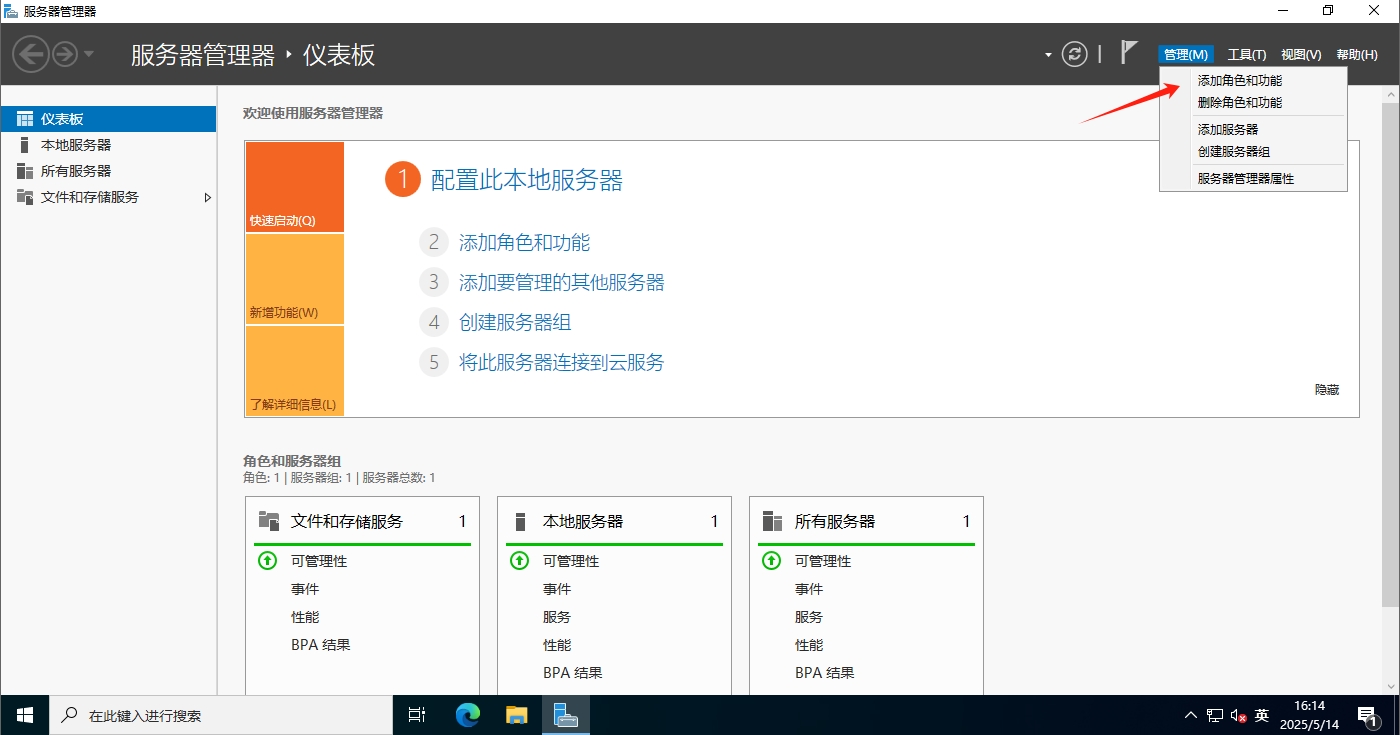 服务器管理器
服务器管理器 ‣ 仪表板
管理(M) 工具(T) 视图(V) 帮助(H)
添加角色和功能
删除角色和功能
添加服务器
创建服务器组
服务器管理器属性
仪表板
本地服务器
所有服务器
文件和存储服务
欢迎使用服务器管理器
快速启动(Q)
新增功能(W)
了解详细信息(L)
1 配置此本地服务器
2 添加角色和功能
3 添加要管理的其他服务器
4 创建服务器组
5 将此服务器连接到云服务
隐藏
角色和服务器组
角色: 1 | 服务器组: 1 | 服务器总数: 1
文件和存储服务 1
可管理性
事件
性能
BPA 结果
本地服务器 1
可管理性
事件
服务
性能
BPA 结果
所有服务器 1
可管理性
事件
服务
性能
BPA 结果
在此键入进行搜索
英
16:14
2025/5/14
1